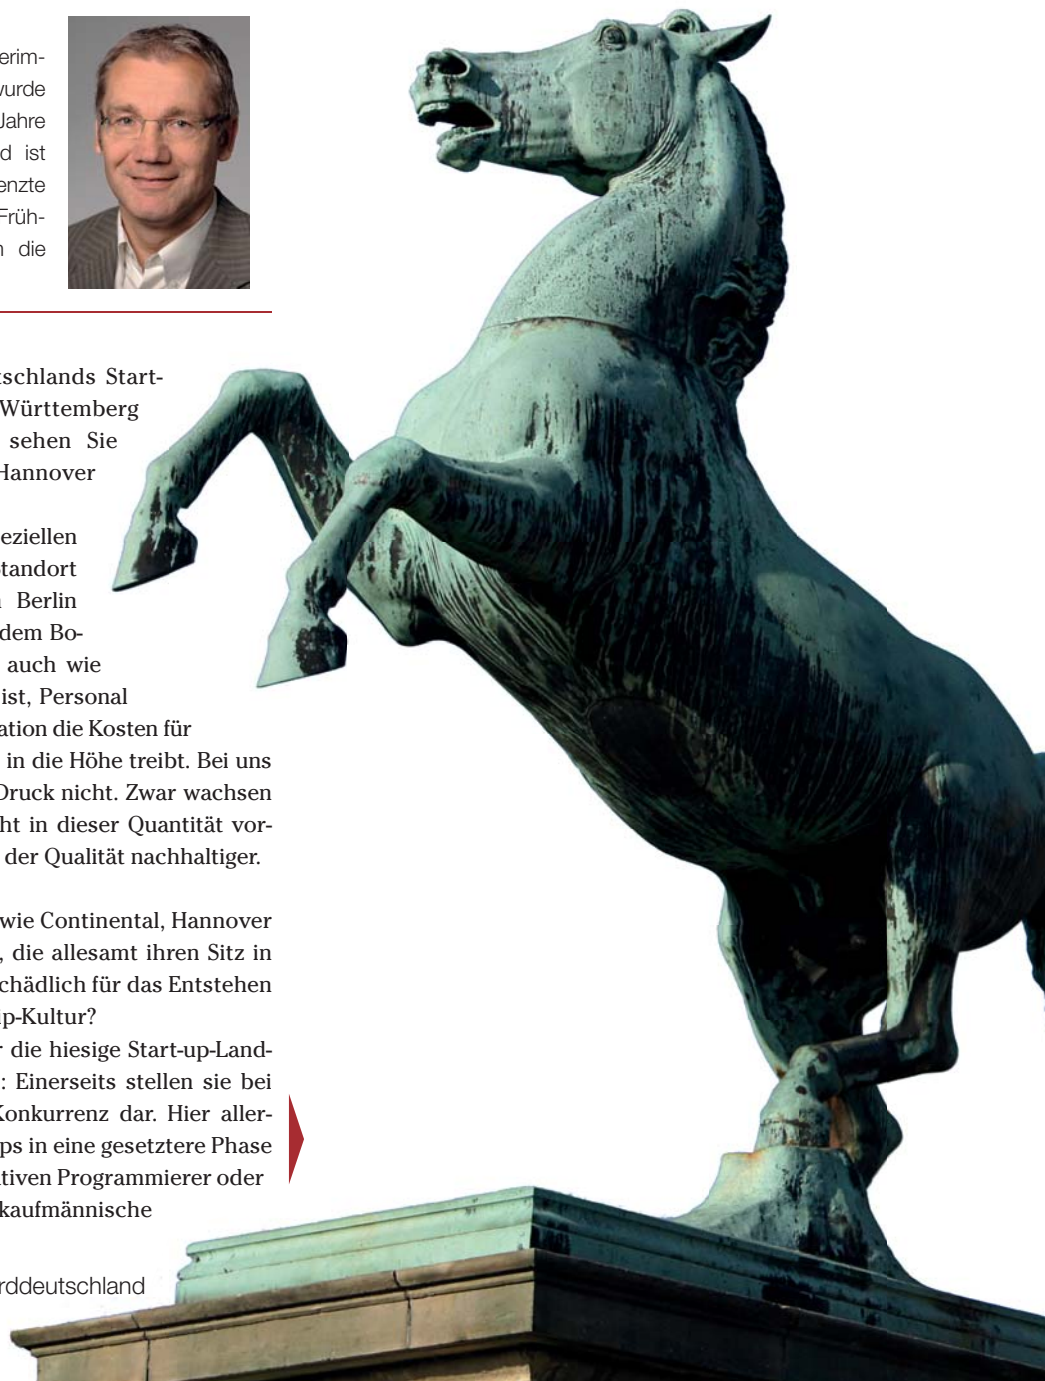 erim-
wurde
Jahre
d ist
enzte
Früh-
die
tschlands Start-
Württemberg
sehen Sie
Hannover
eziellen
Standort
Berlin
dem Bo-
auch wie
ist, Personal
ation die Kosten für
in die Höhe treibt. Bei uns
Druck nicht. Zwar wachsen
ht in dieser Quantität vor-
der Qualität nachhaltiger.
wie Continental, Hannover
, die allesamt ihren Sitz in
chädlich für das Entstehen
up-Kultur?
r die hiesige Start-up-Land-
: Einerseits stellen sie bei
Konkurrenz dar. Hier aller-
ps in eine gesetztere Phase
ativen Programmierer oder
kaufmännische
rddeutschland